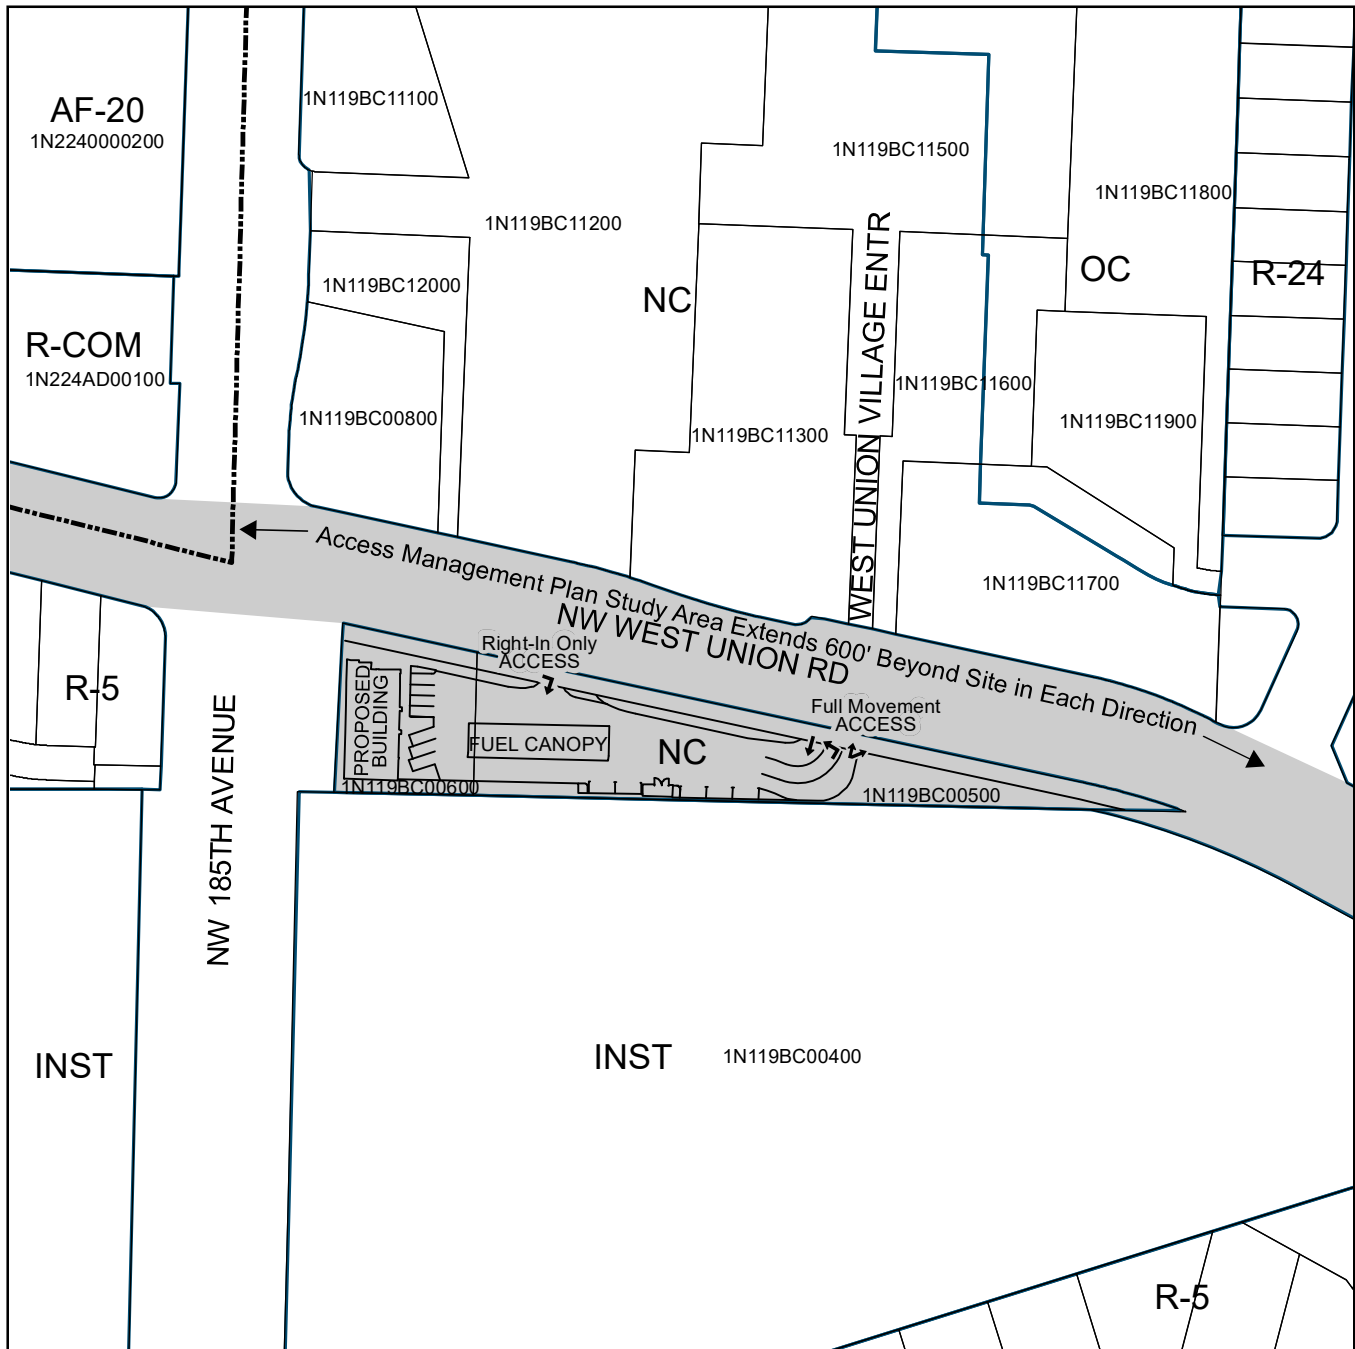 AF-20
1N2240000200
1N119BC11100
1N119BC11500
1N119BC11800
1N119BC11200
OC
R-24
1N119BC12000
NC
R-COM
1N224AD00100
WEST UNION VILLAGE ENTR
1N119BC11600
1N119BC00800
1N119BC11300
1N119BC11900
Access Management Plan Study Area Extends 600' Beyond Site in Each Direction
1N119BC11700
NW WEST UNION RD
Right-In Only
ACCESS
R-5
Full Movement
ACCESS
PROPOSED
BUILDING
FUEL CANOPY
NC
1N119BC00600
1N119BC00500
NW 185TH AVENUE
INST
INST
1N119BC00400
R-5